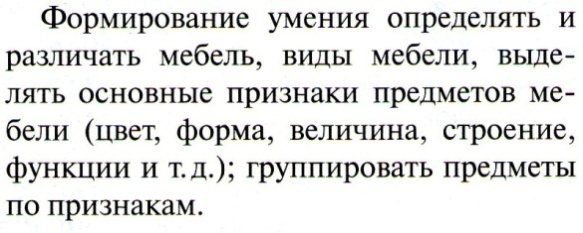 Формирование умения определять и
различать мебель, виды мебели, выде-
лять основные признаки предметов ме-
бели (цвет, форма, величина, строение,
функции и т.д.); группировать предметы
по признакам.